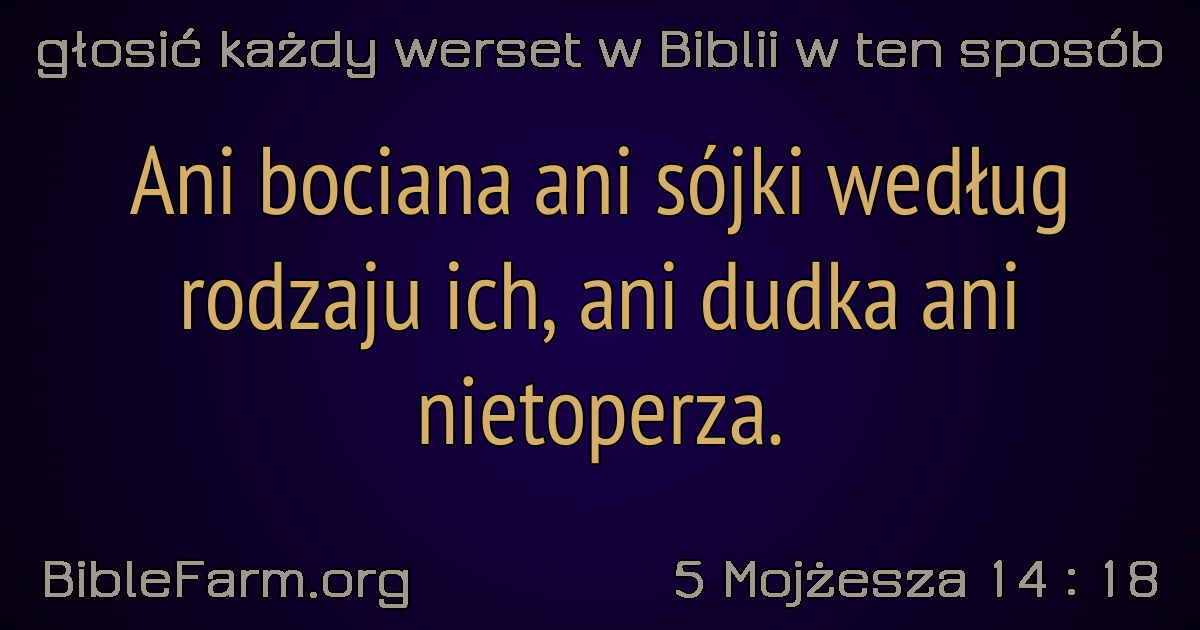 głosić każdy werset w Biblii w ten sposób
Ani bociana ani sójki według
rodzaju ich, ani dudka ani
nietoperza.
BibleFarm.org
5 Mojżesza 14 : 18